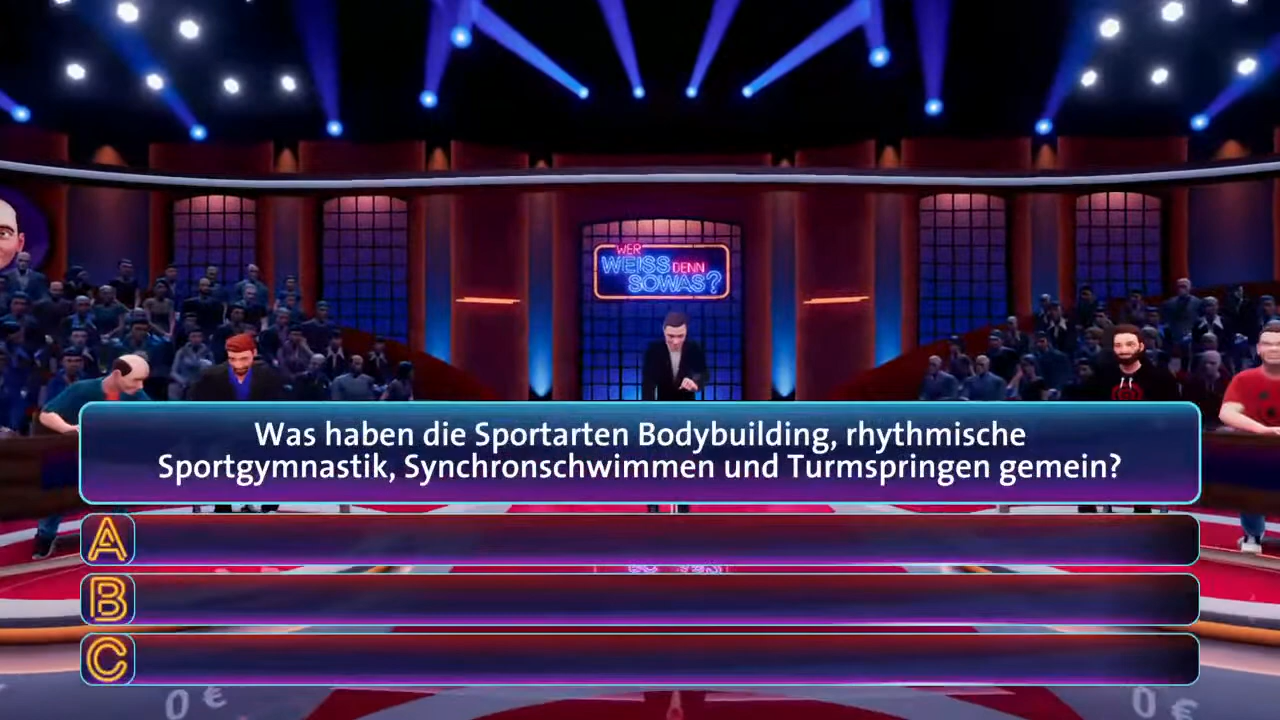 WER
WEISS DENN
SOWAS?
Was haben die Sportarten Bodybuilding, rhythmische
Sportgymnastik, Synchronschwimmen und Turmspringen gemein?
A
B
C
0 €
0 €